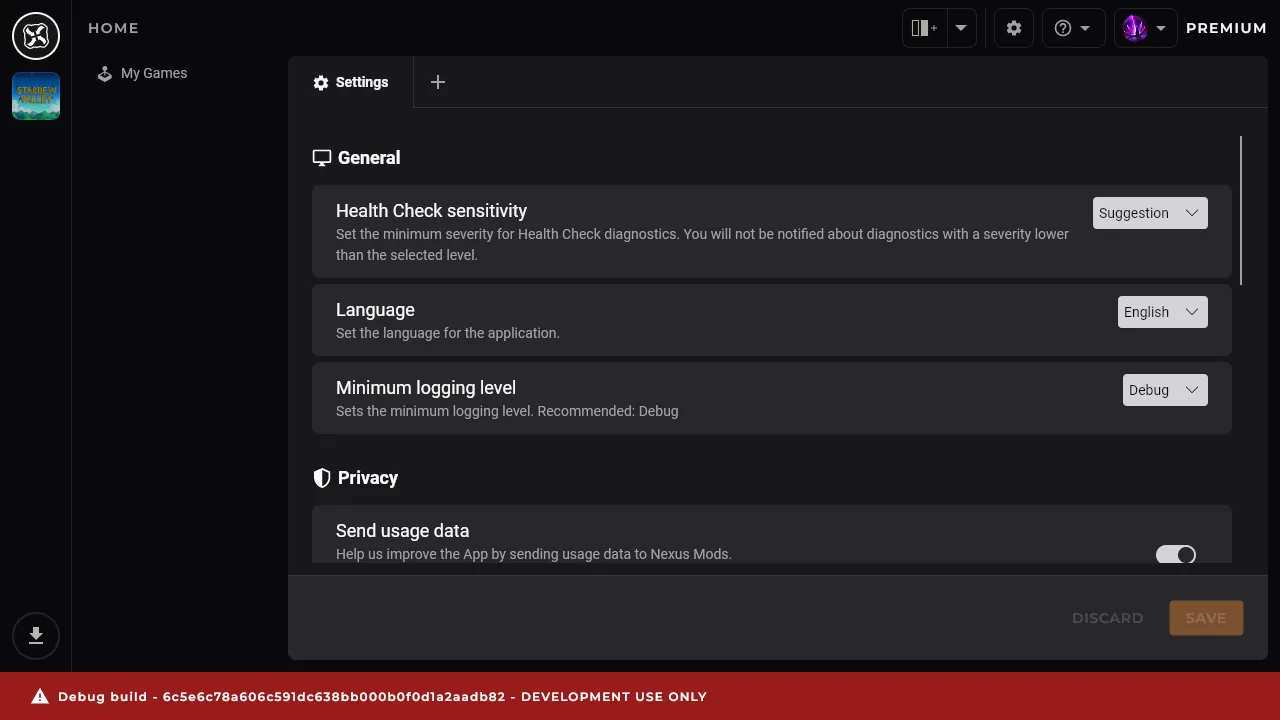 HOME
PREMIUM
STARDEW
VALLEY
My Games
Settings
General
Health Check sensitivity
Set the minimum severity for Health Check diagnostics. You will not be notified about diagnostics with a severity lower
than the selected level.
Suggestion
Language
Set the language for the application.
English
Minimum logging level
Sets the minimum logging level. Recommended: Debug
Debug
Privacy
Send usage data
Help us improve the App by sending usage data to Nexus Mods.
DISCARD
SAVE
Debug build - 6c5e6c78a606c591dc638bb000b0f0d1a2aadb82 - DEVELOPMENT USE ONLY